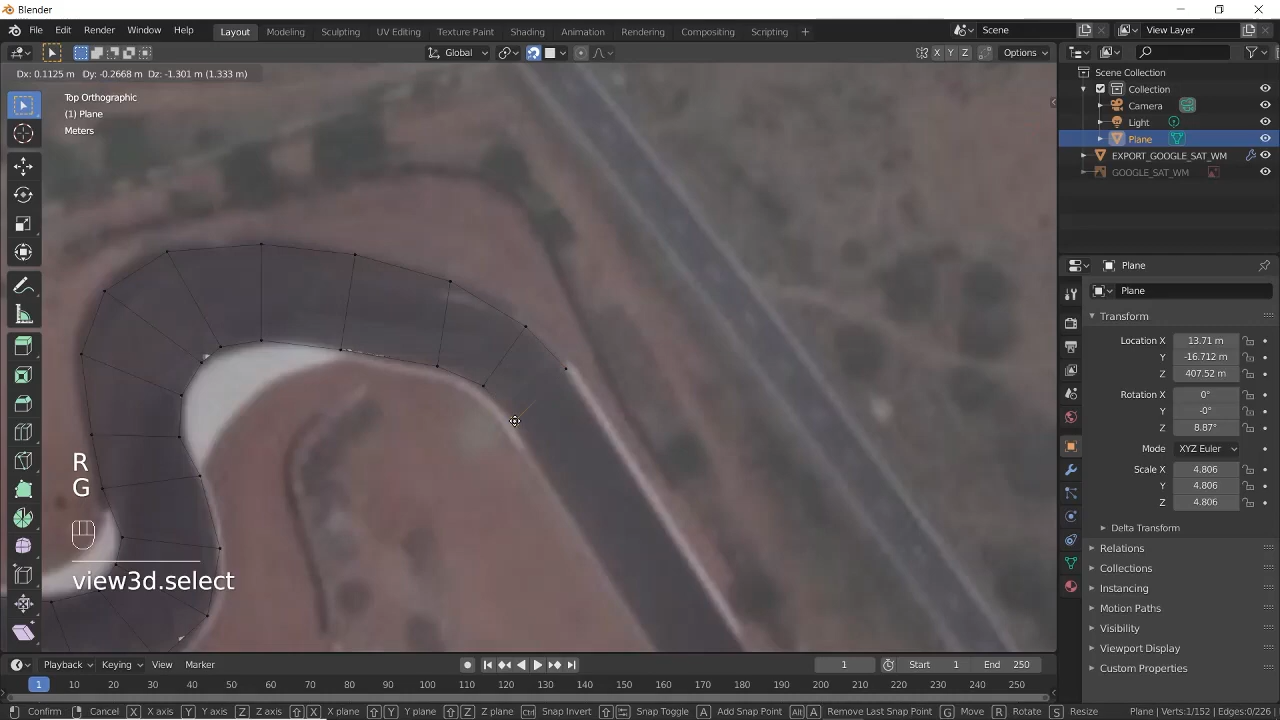 Blender
File Edit Render Window Help
Layout Modeling Sculpting UV Editing Texture Paint Shading Animation Rendering Compositing Scripting +
Scene
View Layer
Global
X Y Z
Options
Dx: 0.1125 m Dy: -0.2668 m Dz: -1.301 m (1.333 m)
Top Orthographic
(1) Plane
Meters
Scene Collection
Collection
Camera
Light
Plane
EXPORT_GOOGLE_SAT_WM
GOOGLE_SAT_WM
Plane
Plane
Transform
Location X 13.71 m
Y -16.712 m
Z 407.52 m
Rotation X 0°
Y -0°
Z 8.87°
Mode XYZ Euler
Scale X 4.806
Y 4.806
Z 4.806
Delta Transform
Relations
Collections
Instancing
Motion Paths
Visibility
Viewport Display
Custom Properties
R
G
view3d.select
Playback Keying View Marker
1
Start 1 End 250
1 10 20 30 40 50 60 70 80 90 100 110 120 130 140 150 160 170 180 190 200 210 220 230 240 250
Confirm Cancel X X axis Y Y axis Z Z axis X X plane Y Y plane Z Z plane Ctrl Snap Invert Snap Toggle A Add Snap Point Alt A Remove Last Snap Point G Move R Rotate S Resize
Plane | Verts:1/152 | Edges:0/226